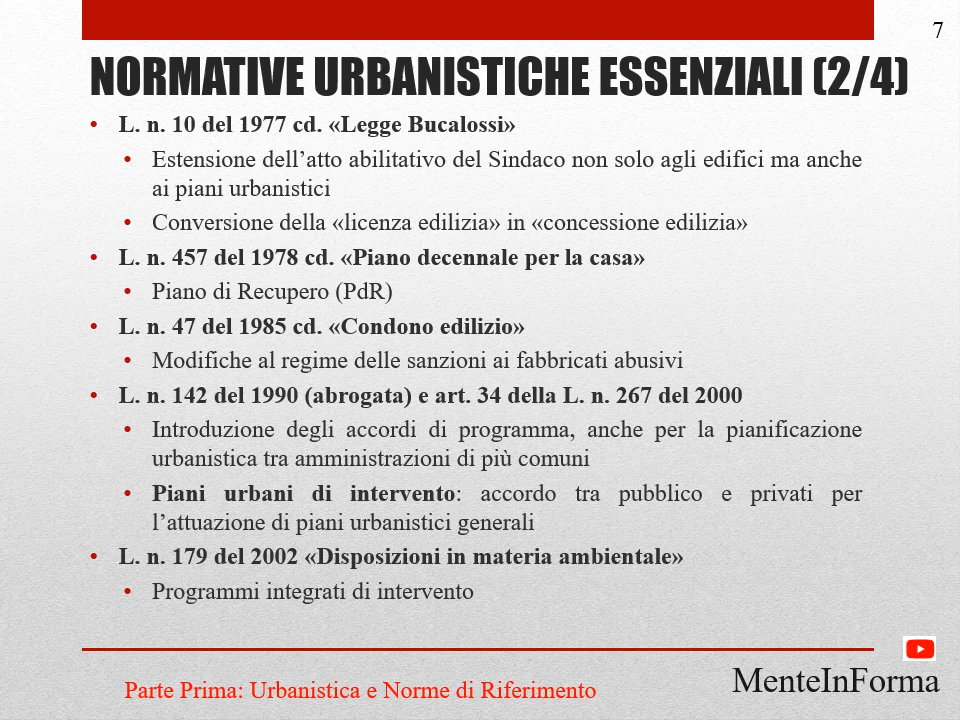 7
NORMATIVE URBANISTICHE ESSENZIALI (2/4)
• L. n. 10 del 1977 cd. «Legge Bucalossi»
• Estensione dell’atto abilitativo del Sindaco non solo agli edifici ma anche
ai piani urbanistici
• Conversione della «licenza edilizia» in «concessione edilizia»
• L. n. 457 del 1978 cd. «Piano decennale per la casa»
• Piano di Recupero (PdR)
• L. n. 47 del 1985 cd. «Condono edilizio»
• Modifiche al regime delle sanzioni ai fabbricati abusivi
• L. n. 142 del 1990 (abrogata) e art. 34 della L. n. 267 del 2000
• Introduzione degli accordi di programma, anche per la pianificazione
urbanistica tra amministrazioni di più comuni
• Piani urbani di intervento: accordo tra pubblico e privati per
l’attuazione di piani urbanistici generali
• L. n. 179 del 2002 «Disposizioni in materia ambientale»
• Programmi integrati di intervento
Parte Prima: Urbanistica e Norme di Riferimento
MenteInForma